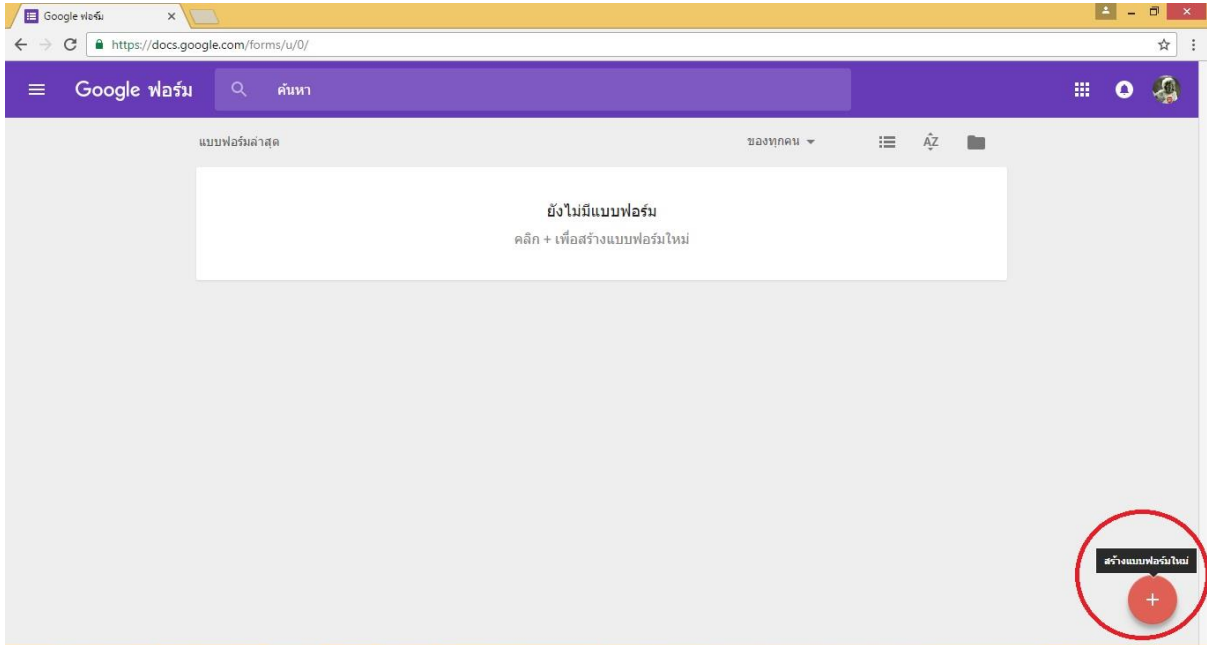 Google ฟอร์ม
https://docs.google.com/forms/u/0/
Google ฟอร์ม
ค้นหา
แบบฟอร์มล่าสุด
ของทุกคน
AZ
ยังไม่มีแบบฟอร์ม
คลิก + เพื่อสร้างแบบฟอร์มใหม่
สร้างแบบฟอร์มใหม่
+